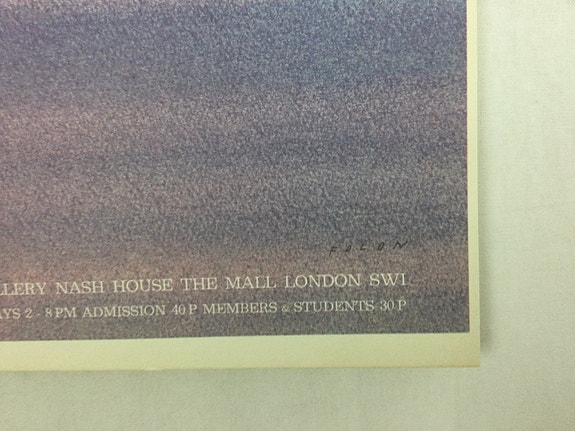 FOLON
LLERY NASH HOUSE THE MALL LONDON SW1
AYS 2 - 8 PM ADMISSION 40 P MEMBERS & STUDENTS 30 P